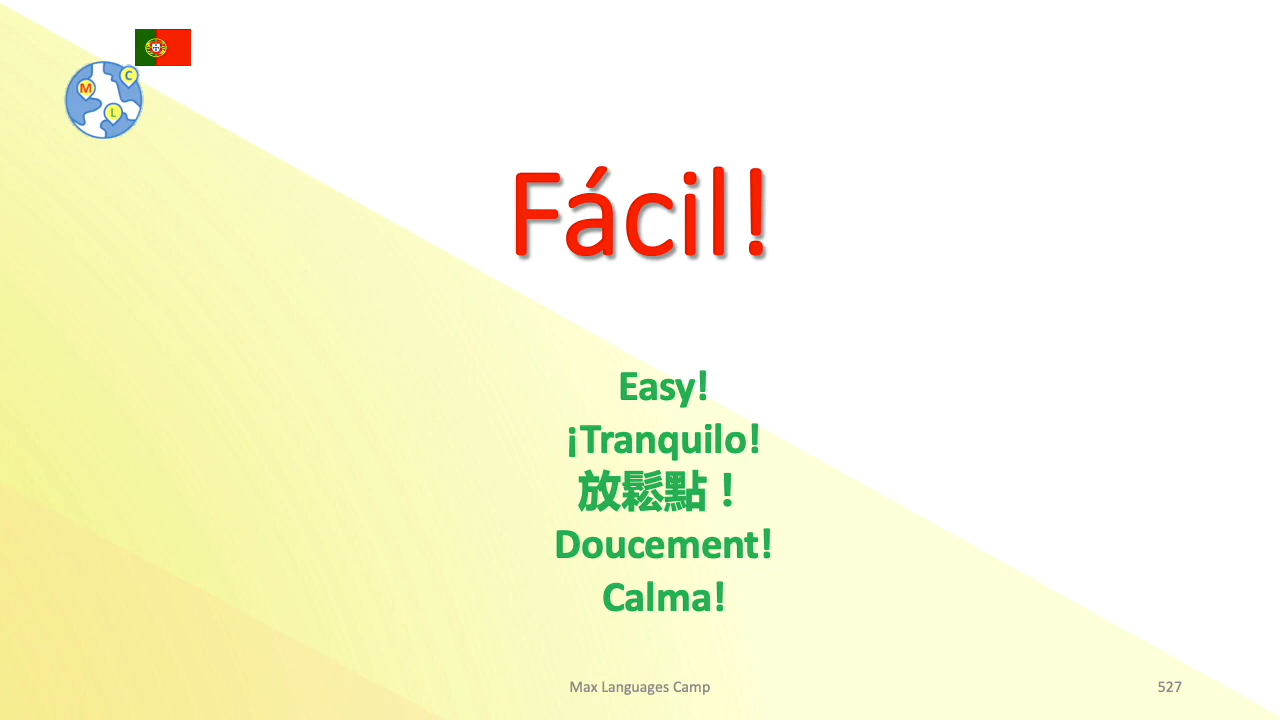 M
C
L
Fácil!
Easy!
¡Tranquilo!
放鬆點！
Doucement!
Calma!
Max Languages Camp
527